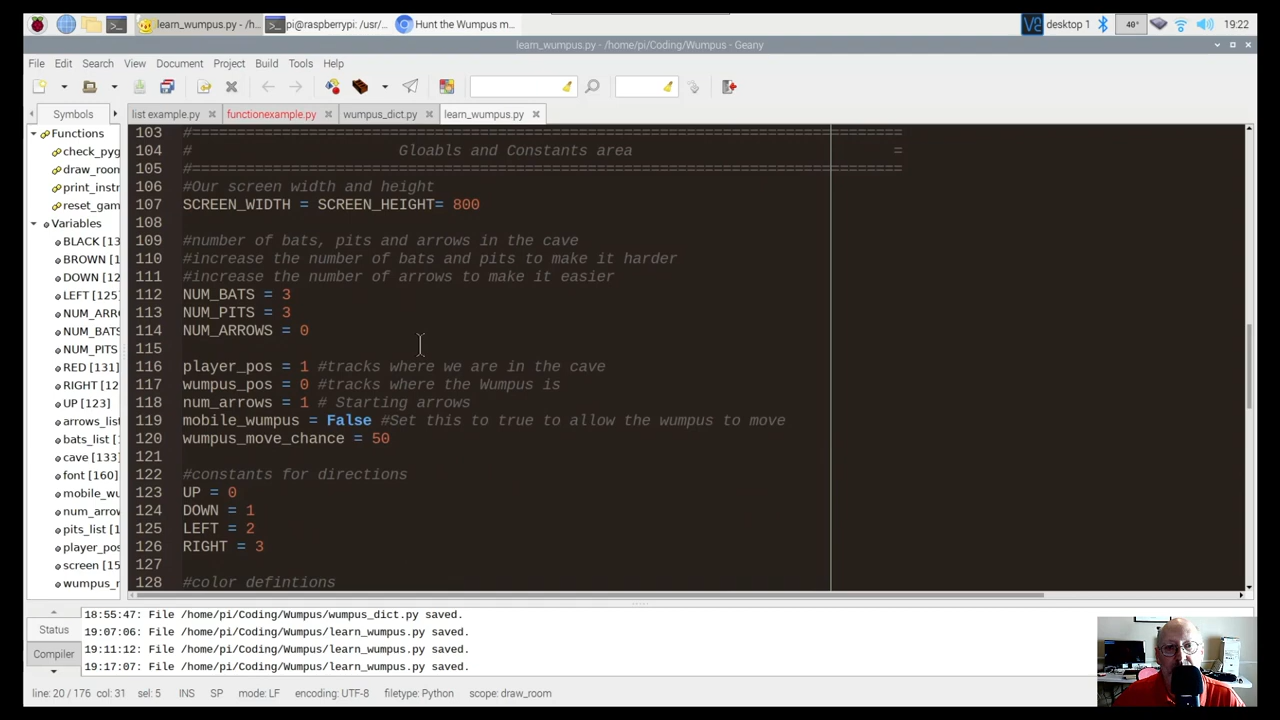 learn_wumpus.py - /h...
pi@raspberrypi: /usr/...
Hunt the Wumpus m...
desktop 1
40°
19:22
learn_wumpus.py - /home/pi/Coding/Wumpus - Geany
File Edit Search View Document Project Build Tools Help
Symbols
list example.py
functionexample.py
wumpus_dict.py
learn_wumpus.py
Functions
check_pyg
draw_roon
print_instr
reset_gam
Variables
BLACK [13
BROWN [12
DOWN [12
LEFT [125]
NUM_ARR
NUM_BATS
NUM_PITS
RED [131]
RIGHT [12
UP [123]
arrows_list
bats_list [
cave [133]
font [160]
mobile_wu
num_arrow
pits_list [1
player_pos
screen [15
wumpus_r
103 #===============================================================================
104 # Gloabls and Constants area =
105 #===============================================================================
106 #Our screen width and height
107 SCREEN_WIDTH = SCREEN_HEIGHT= 800
108
109 #number of bats, pits and arrows in the cave
110 #increase the number of bats and pits to make it harder
111 #increase the number of arrows to make it easier
112 NUM_BATS = 3
113 NUM_PITS = 3
114 NUM_ARROWS = 0
115
116 player_pos = 1 #tracks where we are in the cave
117 wumpus_pos = 0 #tracks where the Wumpus is
118 num_arrows = 1 # Starting arrows
119 mobile_wumpus = False #Set this to true to allow the wumpus to move
120 wumpus_move_chance = 50
121
122 #constants for directions
123 UP = 0
124 DOWN = 1
125 LEFT = 2
126 RIGHT = 3
127
128 #color defintions
Status
Compiler
18:55:47: File /home/pi/Coding/Wumpus/wumpus_dict.py saved.
19:07:06: File /home/pi/Coding/Wumpus/learn_wumpus.py saved.
19:11:12: File /home/pi/Coding/Wumpus/learn_wumpus.py saved.
19:17:07: File /home/pi/Coding/Wumpus/learn_wumpus.py saved.
line: 20 / 176 col: 31 sel: 5 INS SP mode: LF encoding: UTF-8 filetype: Python scope: draw_room